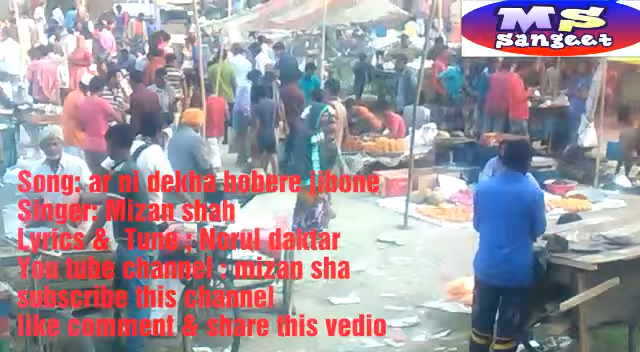 MS
Sangeet
Song: ar ni dekha hobere jibone
Singer: Mizan shah
Lyrics & Tune : Norul daktar
You tube channel : mizan sha
subscribe this channel
like comment & share this vedio